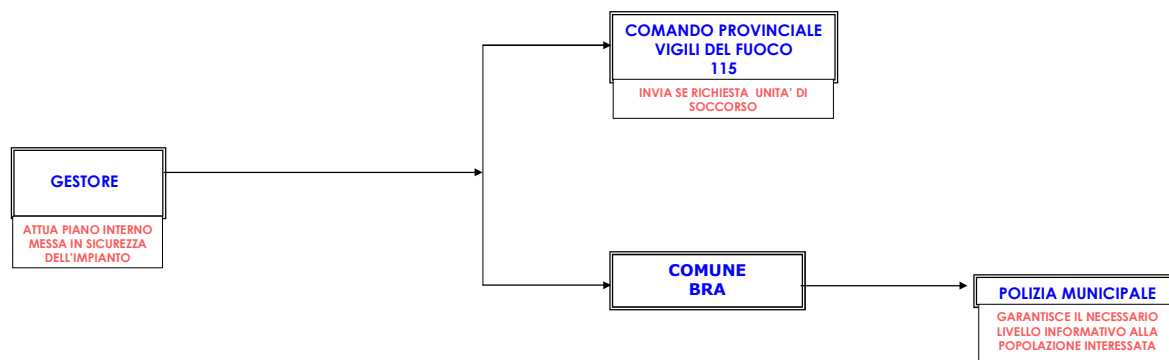 COMANDO PROVINCIALE
VIGILI DEL FUOCO
115
INVIA SE RICHIESTA UNITA' DI
SOCCORSO
GESTORE
ATTUA PIANO INTERNO
MESSA IN SICUREZZA
DELL'IMPIANTO
COMUNE
BRA
POLIZIA MUNICIPALE
GARANTISCE IL NECESSARIO
LIVELLO INFORMATIVO ALLA
POPOLAZIONE INTERESSATA